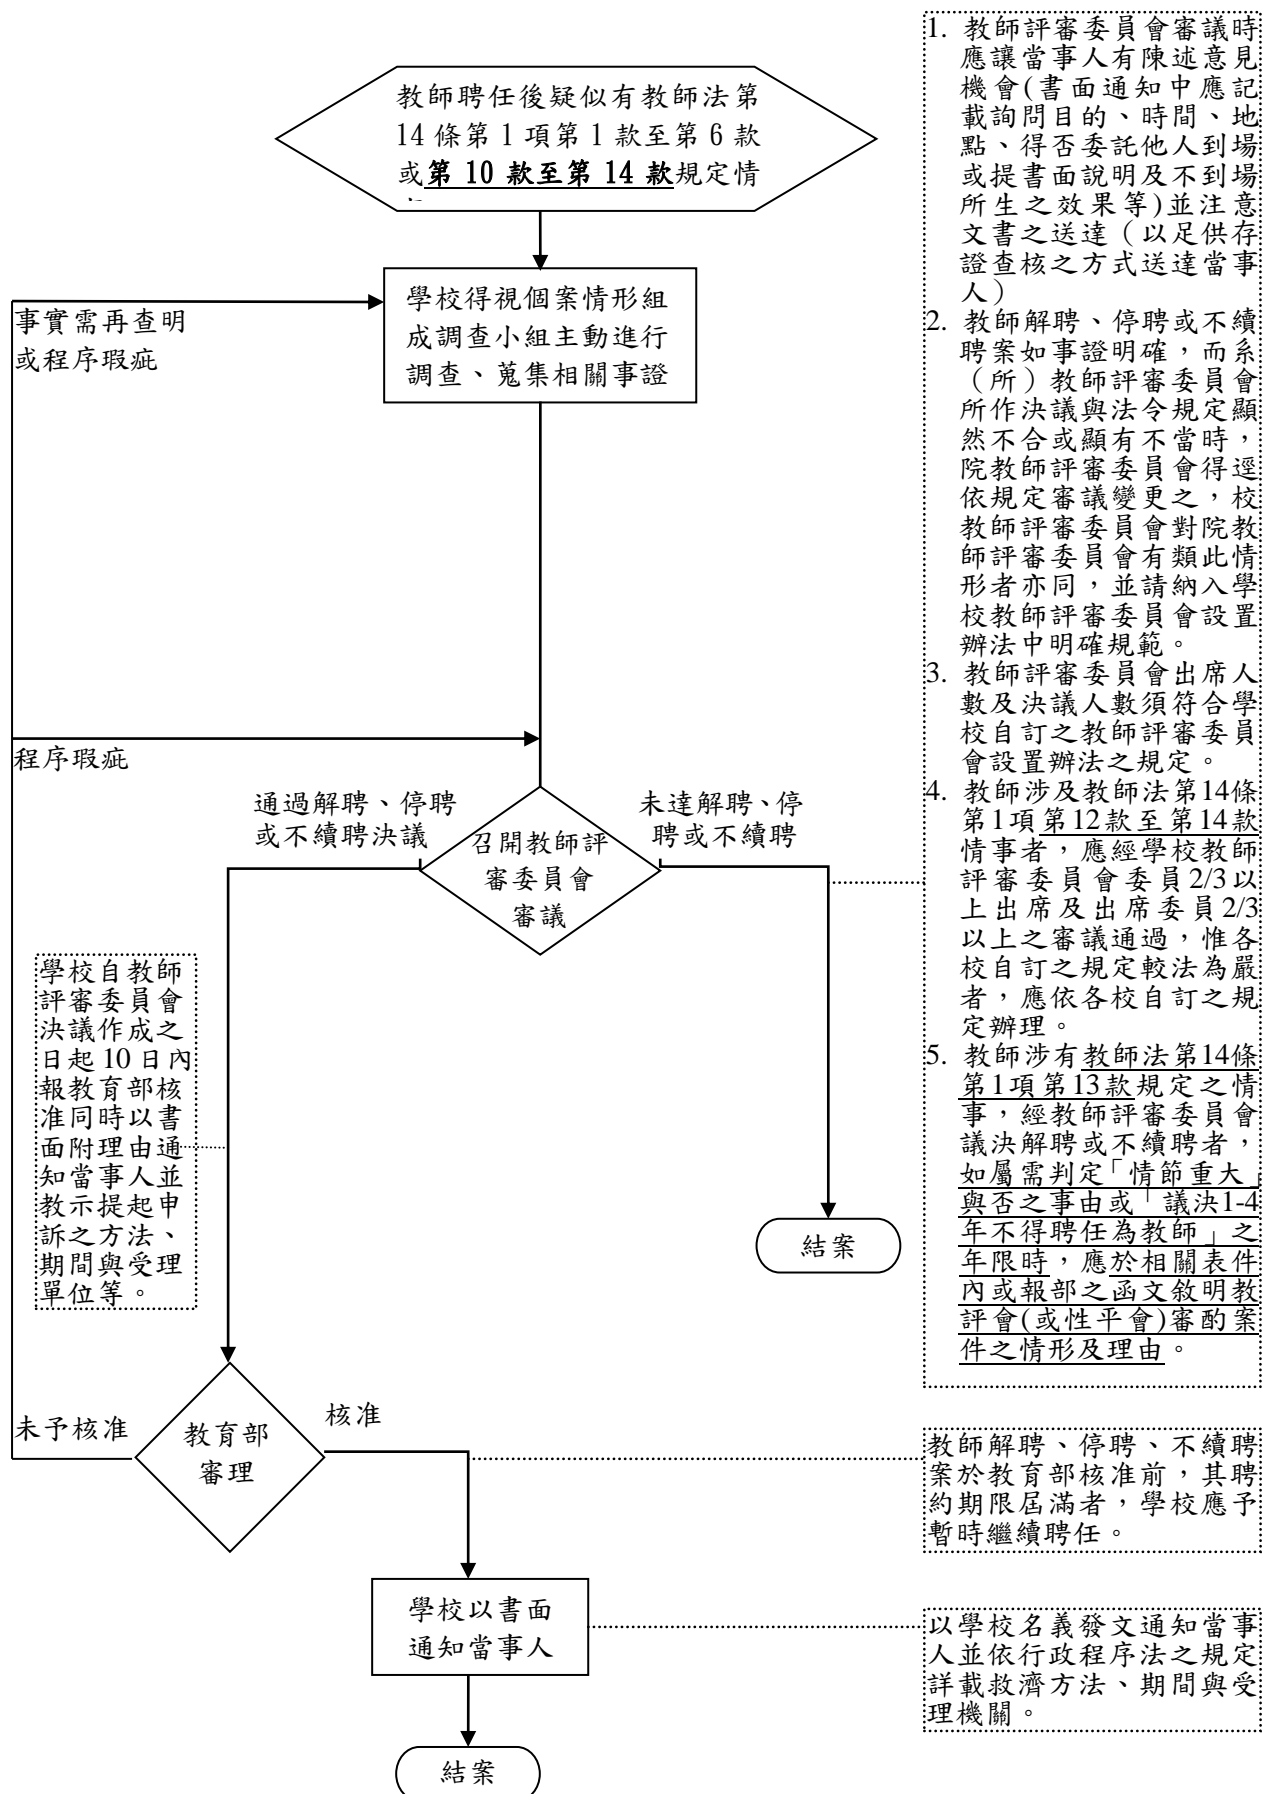 教師聘任後疑似有教師法第
14 條第 1 項第 1 款至第 6 款
或第 10 款至第 14 款規定情
學校得視個案情形組
成調查小組主動進行
調查、蒐集相關事證
事實需再查明
或程序瑕疵
程序瑕疵
通過解聘、停聘
或不續聘決議
未達解聘、停
聘或不續聘
召開教師評
審委員會
審議
學校自教師
評審委員會
決議作成之
日起 10 日內
報教育部核
准同時以書
面附理由通
知當事人並
教示提起申
訴之方法、
期間與受理
單位等。
結案
未予核准
教育部
審理
核准
學校以書面
通知當事人
結案
1. 教師評審委員會審議時
應讓當事人有陳述意見
機會(書面通知中應記
載詢問目的、時間、地
點、得否委託他人到場
或提書面說明及不到場
所生之效果等)並注意
文書之送達（以足供存
證查核之方式送達當事
人）
2. 教師解聘、停聘或不續
聘案如事證明確，而系
（所）教師評審委員會
所作決議與法令規定顯
然不合或顯有不當時，
院教師評審委員會得逕
依規定審議變更之，校
教師評審委員會對院教
師評審委員會有類此情
形者亦同，並請納入學
校教師評審委員會設置
辦法中明確規範。
3. 教師評審委員會出席人
數及決議人數須符合學
校自訂之教師評審委員
會設置辦法之規定。
4. 教師涉及教師法第14條
第1項第12款至第14款
情事者，應經學校教師
評審委員會委員2/3以
上出席及出席委員2/3
以上之審議通過，惟各
校自訂之規定較法為嚴
者，應依各校自訂之規
定辦理。
5. 教師涉有教師法第14條
第1項第13款規定之情
事，經教師評審委員會
議決解聘或不續聘者，
如屬需判定「情節重大」
與否之事由或「議決1-4
年不得聘任為教師」之
年限時，應於相關表件
內或報部之函文敘明教
評會(或性平會)審酌案
件之情形及理由。
教師解聘、停聘、不續聘
案於教育部核准前，其聘
約期限屆滿者，學校應予
暫時繼續聘任。
以學校名義發文通知當事
人並依行政程序法之規定
詳載救濟方法、期間與受
理機關。